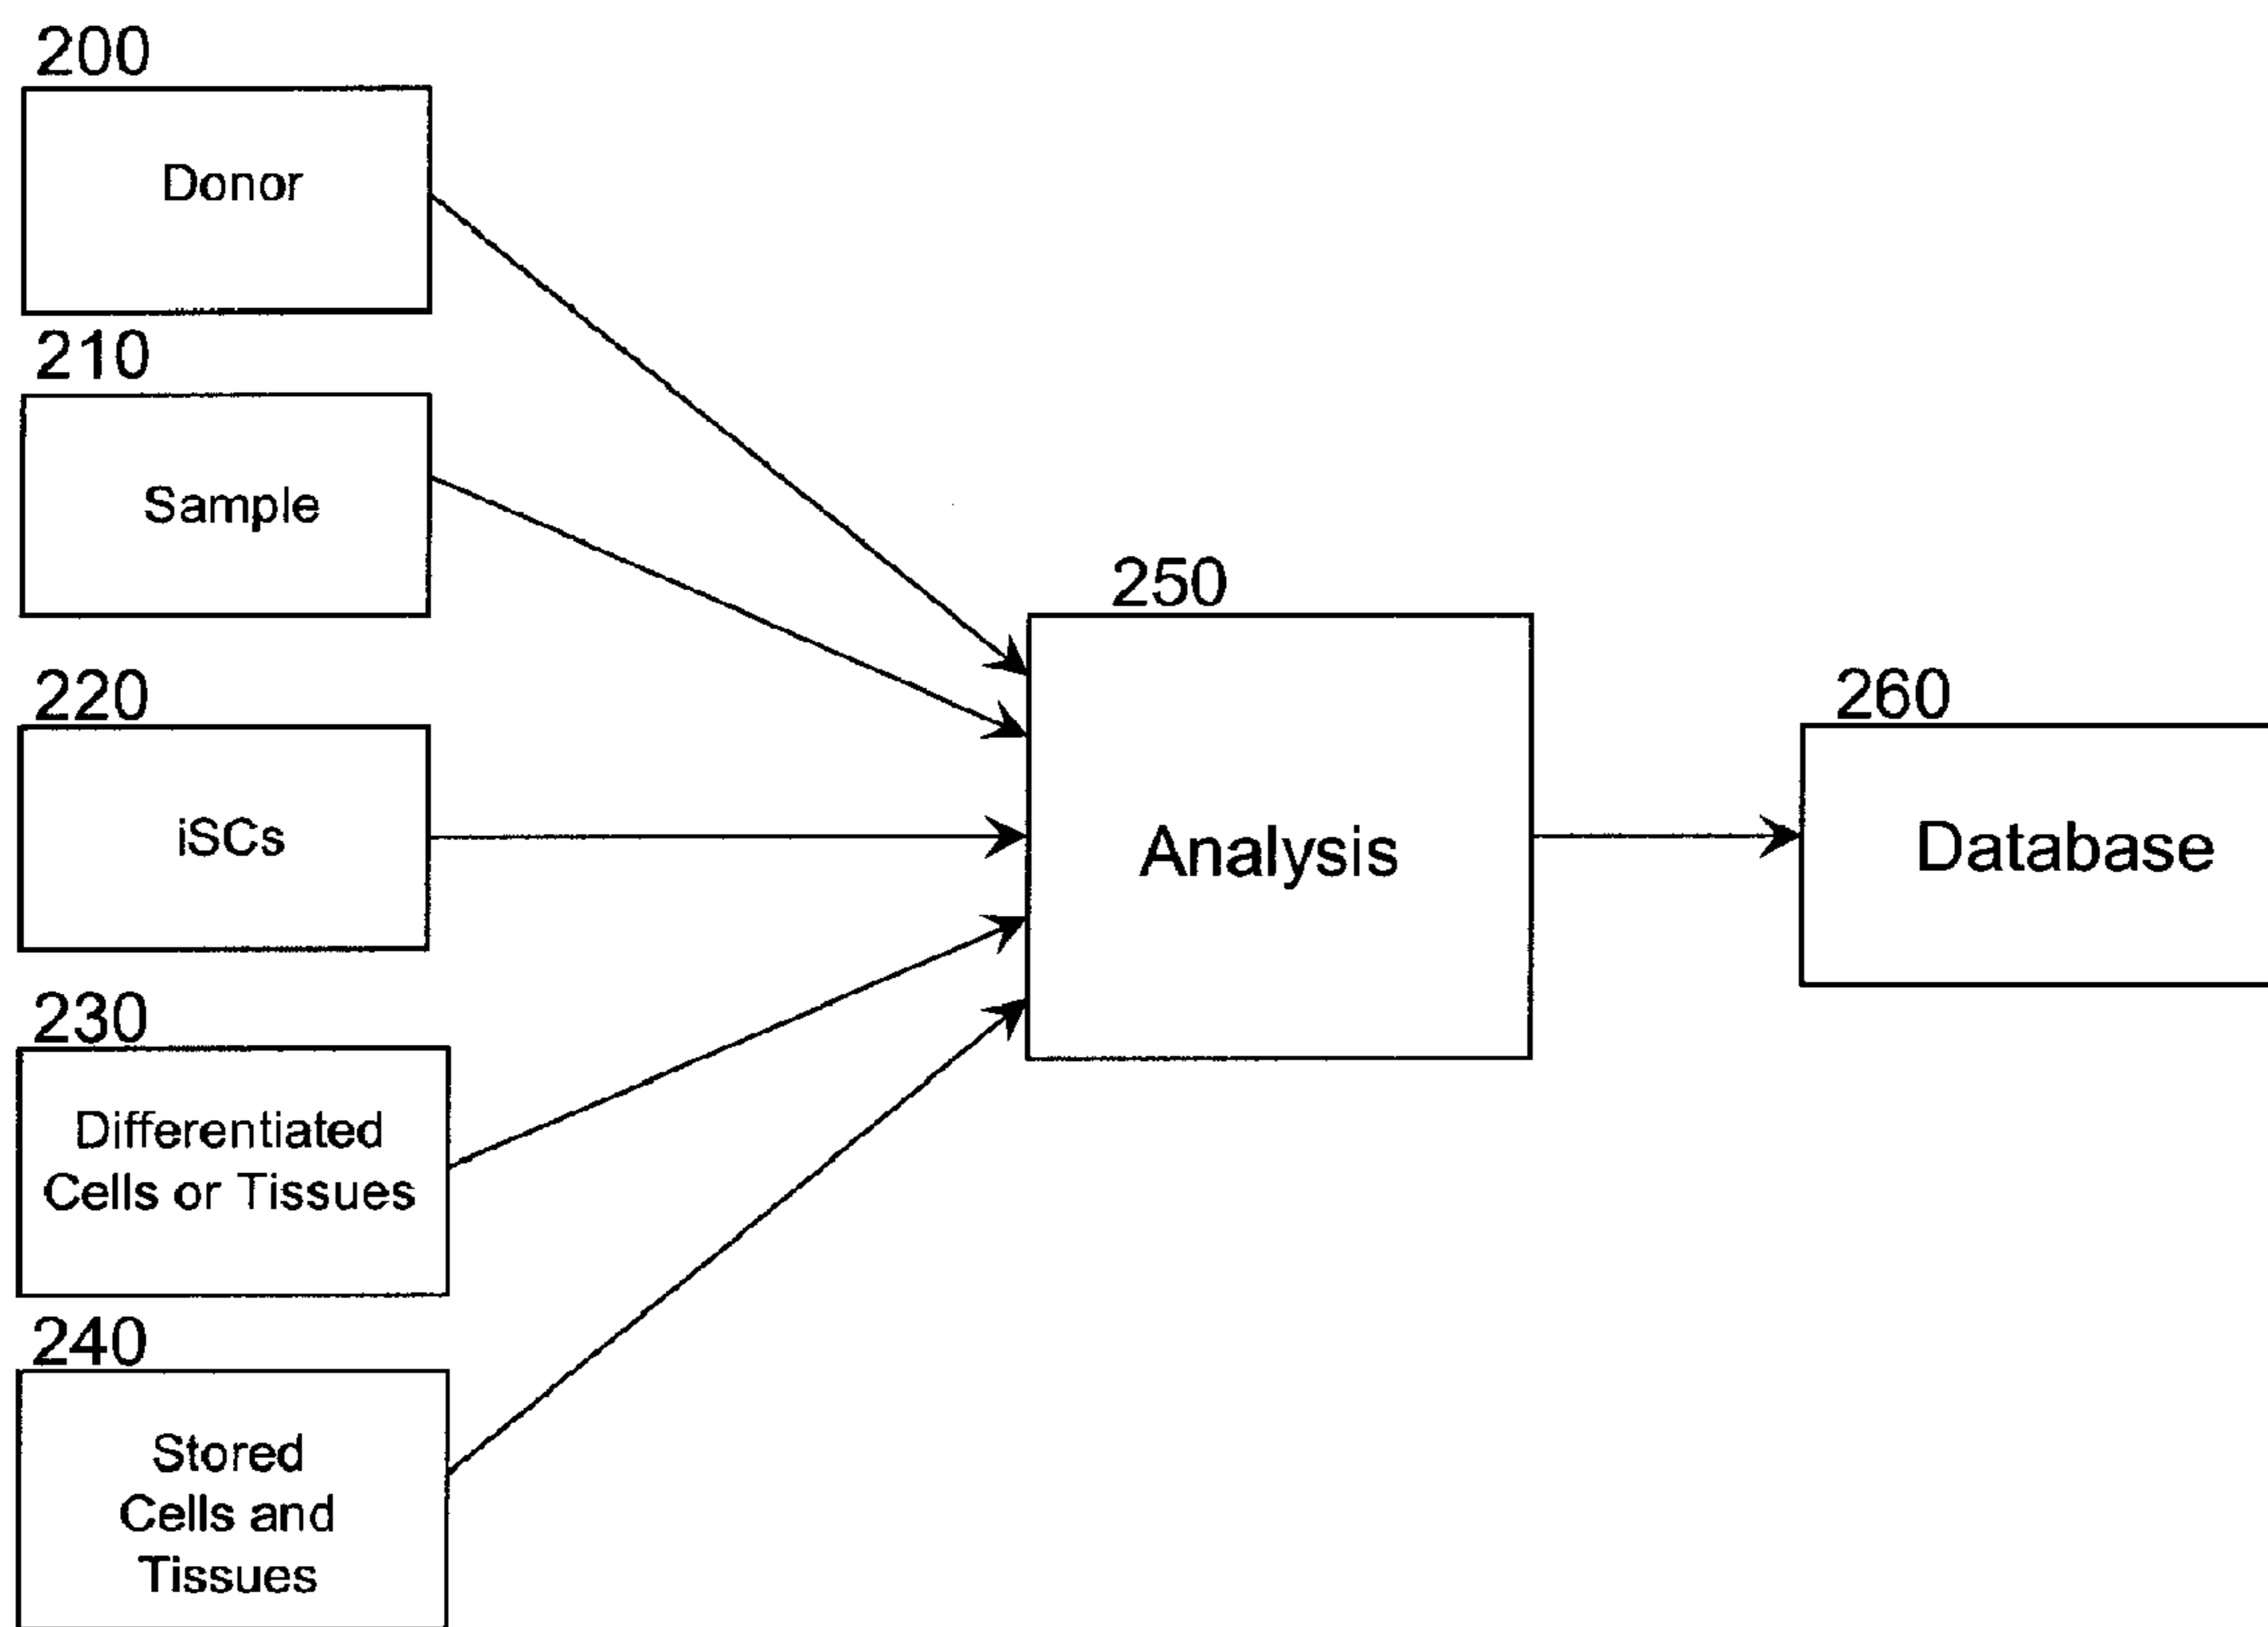 200
Donor
210
Sample
220
iSCs
230
Differentiated
Cells or Tissues
240
Stored
Cells and
Tissues
250
Analysis
260
Database